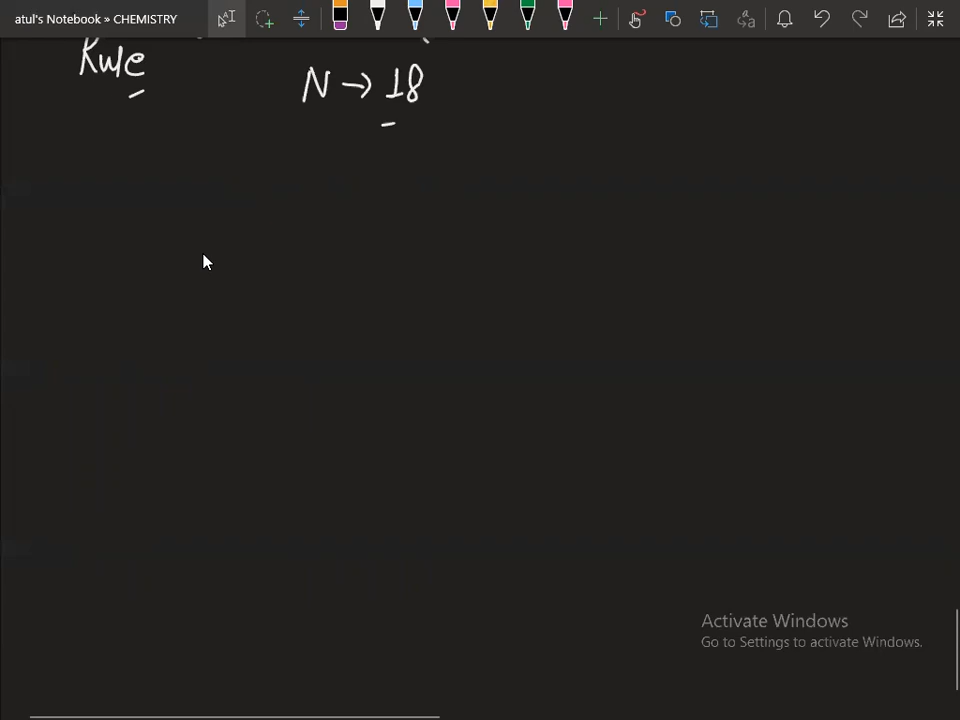 atul's Notebook » CHEMISTRY
Rule
N → 18
Activate Windows
Go to Settings to activate Windows.